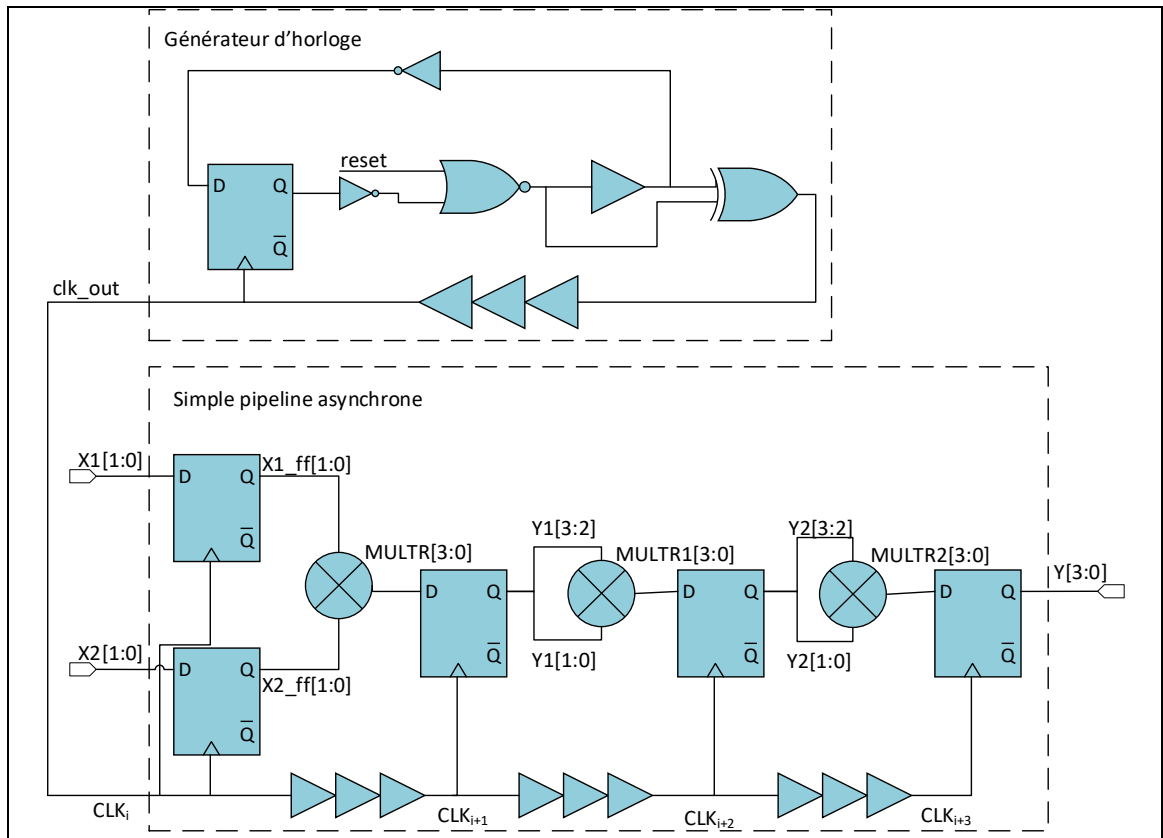 Générateur d'horloge
reset
D Q
Q̅
clk_out
Simple pipeline asynchrone
X1[1:0]
D Q
Q̅
X1_ff[1:0]
MULTR[3:0]
Y1[3:2]
MULTR1[3:0]
Y2[3:2]
MULTR2[3:0]
Y[3:0]
D Q
Q̅
D Q
Q̅
D Q
Q̅
Y1[1:0]
Y2[1:0]
X2[1:0]
D Q
Q̅
X2_ff[1:0]
CLKi
CLKi+1
CLKi+2
CLKi+3